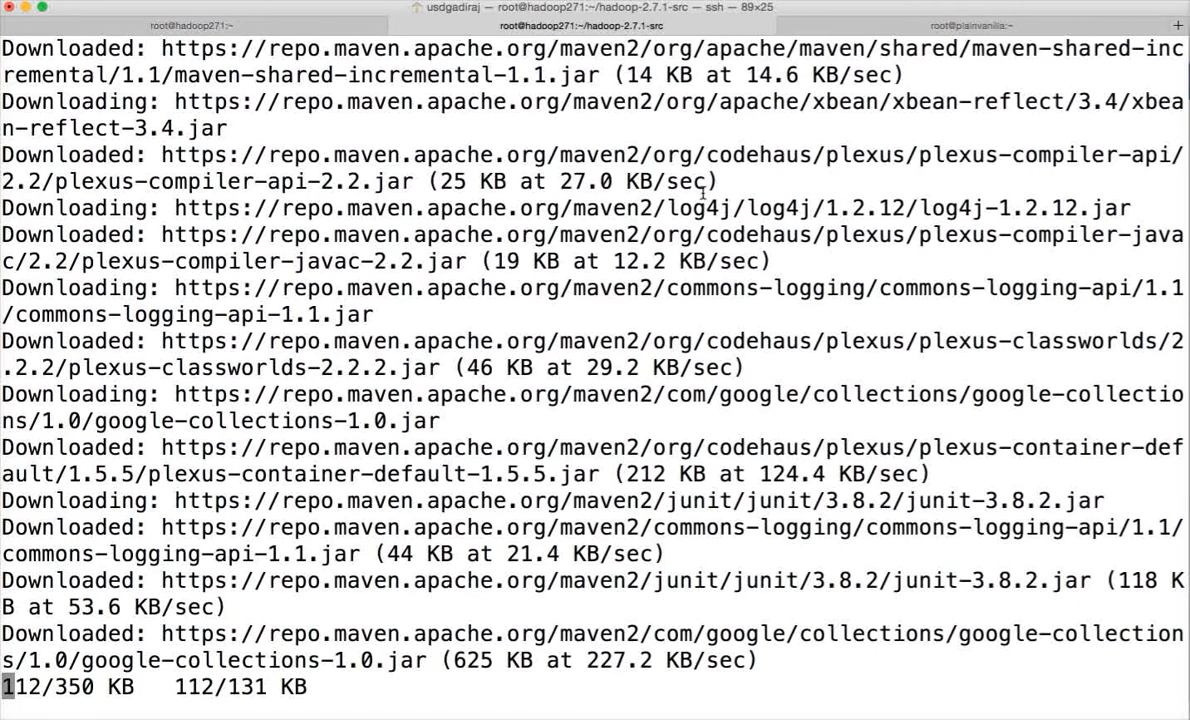 usdgadiraj — root@hadoop271:~/hadoop-2.7.1-src — ssh — 89×25
root@hadoop271:~
root@hadoop271:~/hadoop-2.7.1-src
root@plainvanilla:~
Downloaded: https://repo.maven.apache.org/maven2/org/apache/maven/shared/maven-shared-inc
remental/1.1/maven-shared-incremental-1.1.jar (14 KB at 14.6 KB/sec)
Downloading: https://repo.maven.apache.org/maven2/org/apache/xbean/xbean-reflect/3.4/xbea
n-reflect-3.4.jar
Downloaded: https://repo.maven.apache.org/maven2/org/codehaus/plexus/plexus-compiler-api/
2.2/plexus-compiler-api-2.2.jar (25 KB at 27.0 KB/sec)
Downloading: https://repo.maven.apache.org/maven2/log4j/log4j/1.2.12/log4j-1.2.12.jar
Downloaded: https://repo.maven.apache.org/maven2/org/codehaus/plexus/plexus-compiler-java
c/2.2/plexus-compiler-javac-2.2.jar (19 KB at 12.2 KB/sec)
Downloading: https://repo.maven.apache.org/maven2/commons-logging/commons-logging-api/1.1
/commons-logging-api-1.1.jar
Downloaded: https://repo.maven.apache.org/maven2/org/codehaus/plexus/plexus-classworlds/2
.2.2/plexus-classworlds-2.2.2.jar (46 KB at 29.2 KB/sec)
Downloading: https://repo.maven.apache.org/maven2/com/google/collections/google-collectio
ns/1.0/google-collections-1.0.jar
Downloaded: https://repo.maven.apache.org/maven2/org/codehaus/plexus/plexus-container-def
ault/1.5.5/plexus-container-default-1.5.5.jar (212 KB at 124.4 KB/sec)
Downloading: https://repo.maven.apache.org/maven2/junit/junit/3.8.2/junit-3.8.2.jar
Downloaded: https://repo.maven.apache.org/maven2/commons-logging/commons-logging-api/1.1/
commons-logging-api-1.1.jar (44 KB at 21.4 KB/sec)
Downloaded: https://repo.maven.apache.org/maven2/junit/junit/3.8.2/junit-3.8.2.jar (118 K
B at 53.6 KB/sec)
Downloaded: https://repo.maven.apache.org/maven2/com/google/collections/google-collection
s/1.0/google-collections-1.0.jar (625 KB at 227.2 KB/sec)
112/350 KB   112/131 KB